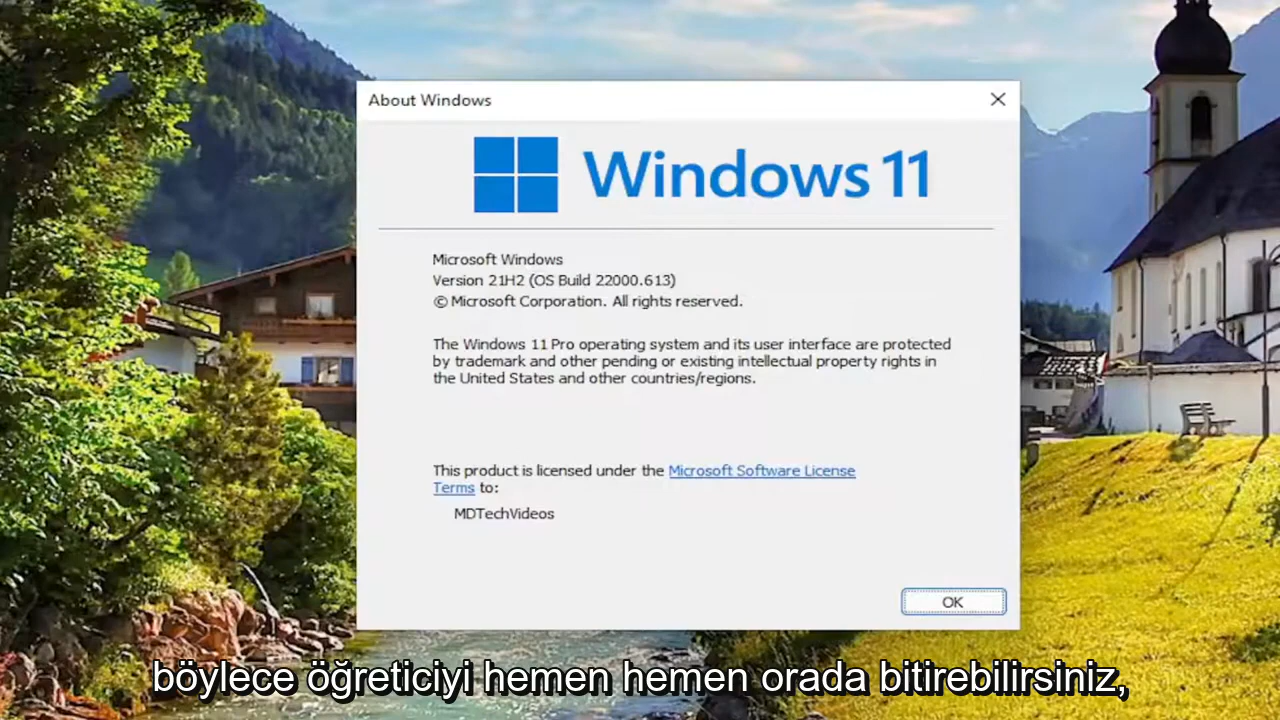 About Windows
Windows 11
Microsoft Windows
Version 21H2 (OS Build 22000.613)
© Microsoft Corporation. All rights reserved.
The Windows 11 Pro operating system and its user interface are protected
by trademark and other pending or existing intellectual property rights in
the United States and other countries/regions.
This product is licensed under the Microsoft Software License
Terms to:
MDTechVideos
OK
böylece öğreticiyi hemen hemen orada bitirebilirsiniz,